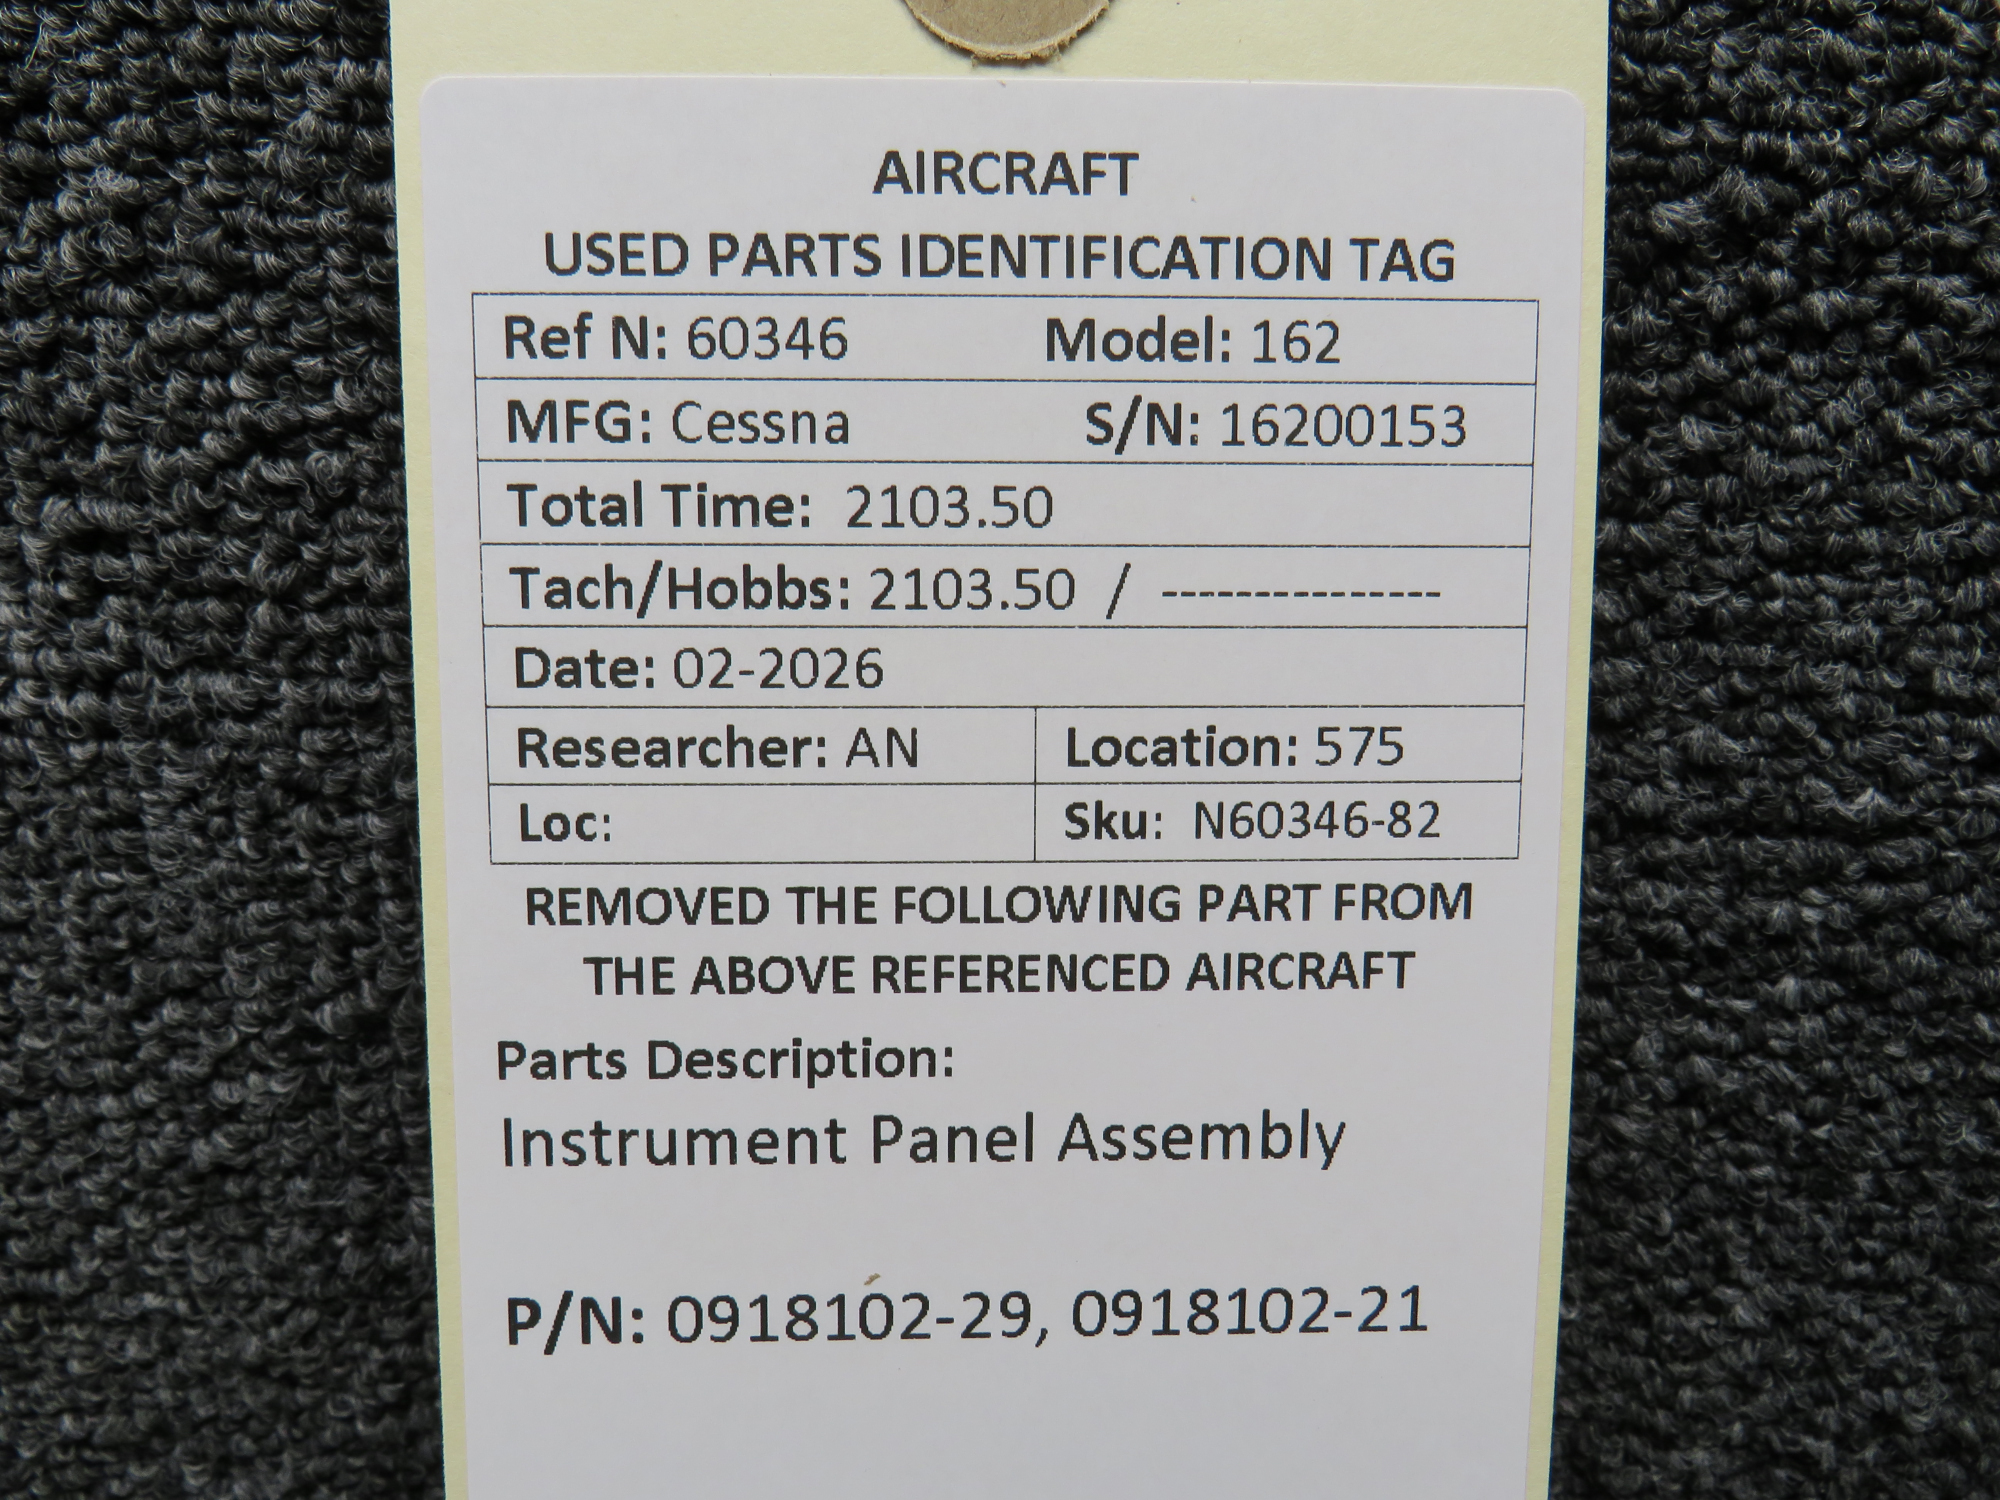 AIRCRAFT
USED PARTS IDENTIFICATION TAG
Ref N: 60346 Model: 162
MFG: Cessna S/N: 16200153
Total Time: 2103.50
Tach/Hobbs: 2103.50 / ---------------
Date: 02-2026
Researcher: AN Location: 575
Loc: Sku: N60346-82
REMOVED THE FOLLOWING PART FROM
THE ABOVE REFERENCED AIRCRAFT
Parts Description:
Instrument Panel Assembly
P/N: 0918102-29, 0918102-21